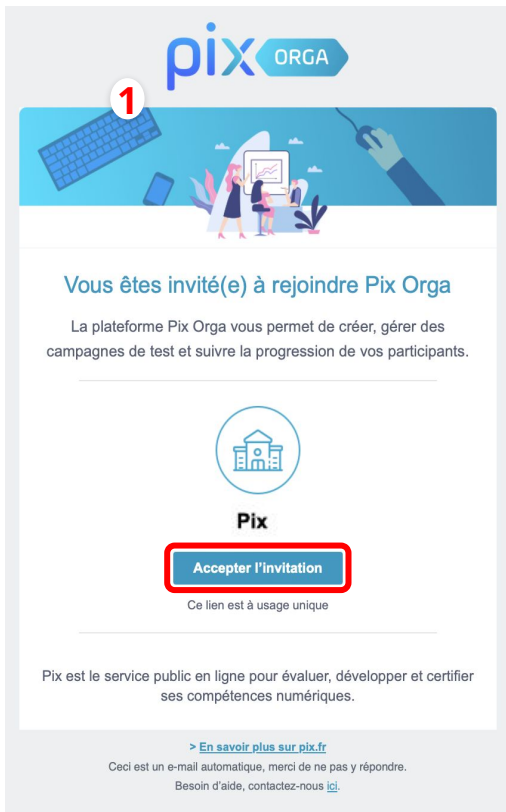 pix ORGA
1
Vous êtes invité(e) à rejoindre Pix Orga
La plateforme Pix Orga vous permet de créer, gérer des
campagnes de test et suivre la progression de vos participants.
Pix
Accepter l’invitation
Ce lien est à usage unique
Pix est le service public en ligne pour évaluer, développer et certifier
ses compétences numériques.
> En savoir plus sur pix.fr
Ceci est un e-mail automatique, merci de ne pas y répondre.
Besoin d’aide, contactez-nous ici.